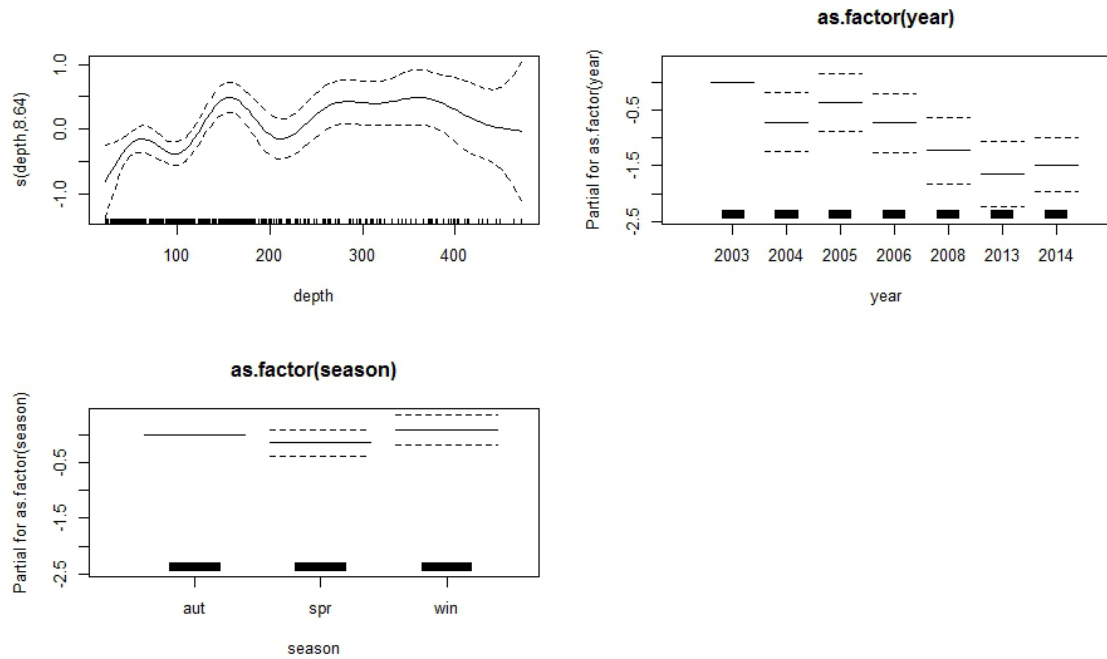 s(depth,8.64)
1.0
0.0
-1.0
100 200 300 400
depth
as.factor(year)
Partial for as.factor(year)
-0.5
-1.5
-2.5
2003 2004 2005 2006 2008 2013 2014
year
as.factor(season)
Partial for as.factor(season)
-0.5
-1.5
-2.5
aut spr win
season